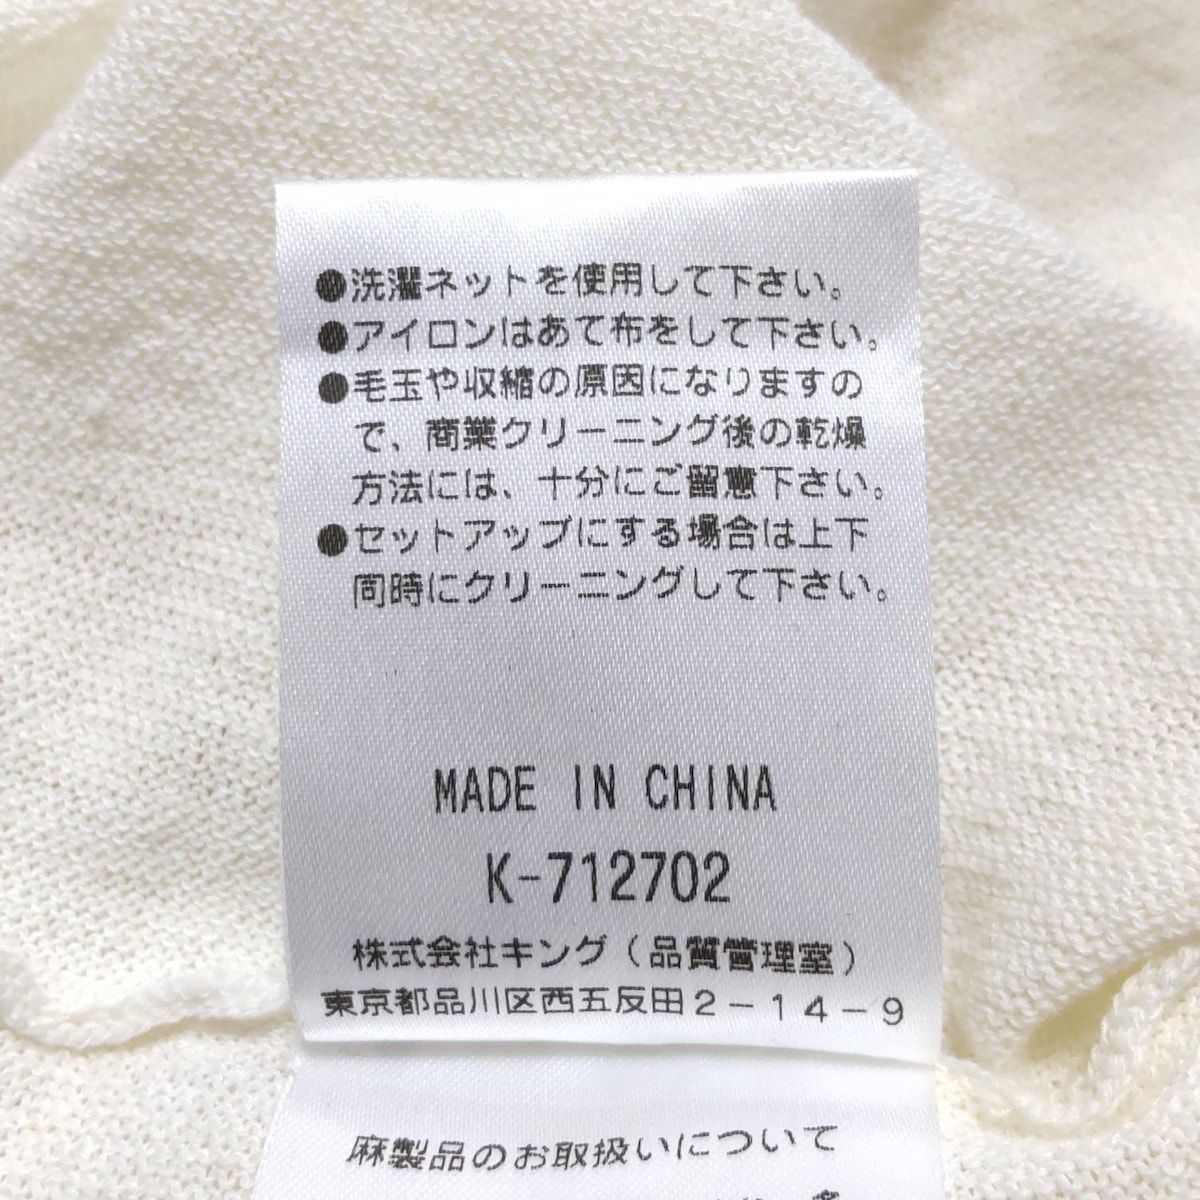 ●洗濯ネットを使用して下さい。
●アイロンはあて布をして下さい。
●毛玉や収縮の原因になりますの
で、商業クリーニング後の乾燥
方法には、十分にご留意下さい。
●セットアップにする場合は上下
同時にクリーニングして下さい。
MADE IN CHINA
K-712702
株式会社キング(品質管理室)
東京都品川区西五反田2-14-9
麻製品のお取扱いについて